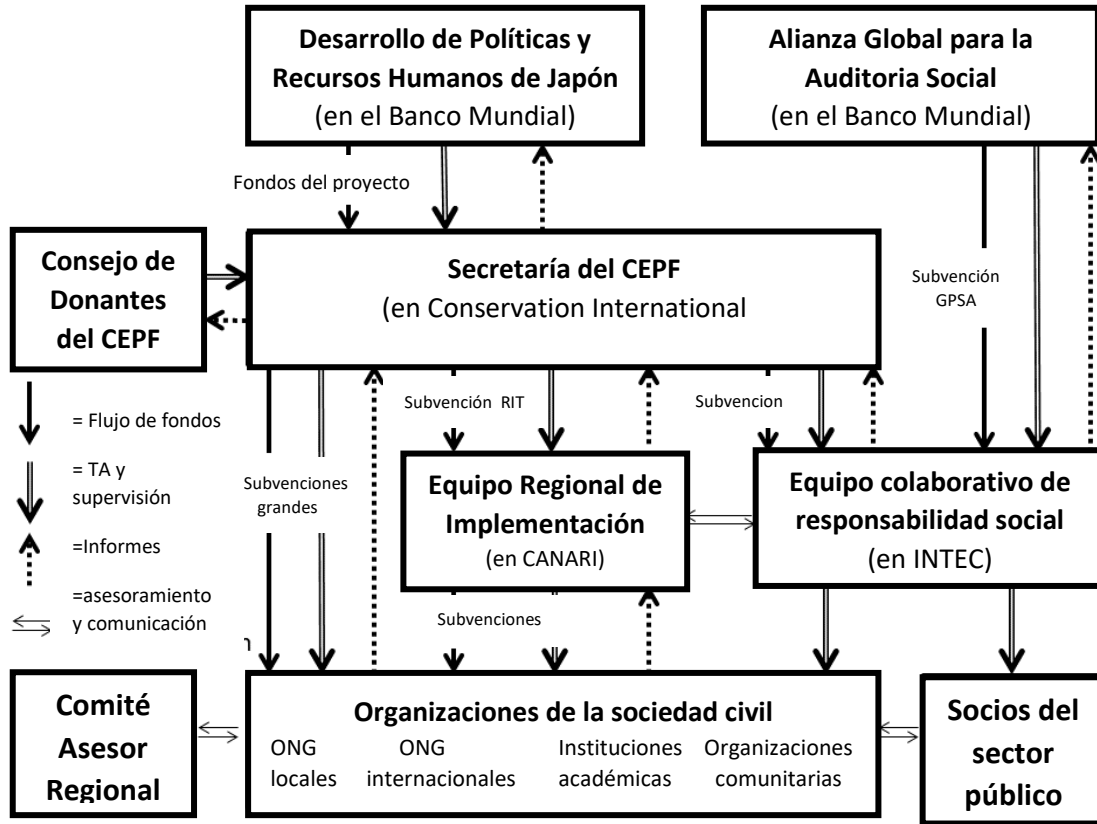 Desarrollo de Políticas y
Recursos Humanos de Japón
(en el Banco Mundial)
Alianza Global para la
Auditoria Social
(en el Banco Mundial)
Fondos del proyecto
Consejo de
Donantes
del CEPF
Secretaría del CEPF
(en Conservation International
Subvención
GPSA
= Flujo de fondos
= TA y
supervisión
=Informes
=asesoramiento
y comunicación
Subvenciones
grandes
Subvención RIT
Subvencion
Equipo Regional de
Implementación
(en CANARI)
Equipo colaborativo de
responsabilidad social
(en INTEC)
Subvenciones
Comité
Asesor
Regional
Organizaciones de la sociedad civil
ONG
locales
ONG
internacionales
Instituciones
académicas
Organizaciones
comunitarias
Socios del
sector
público